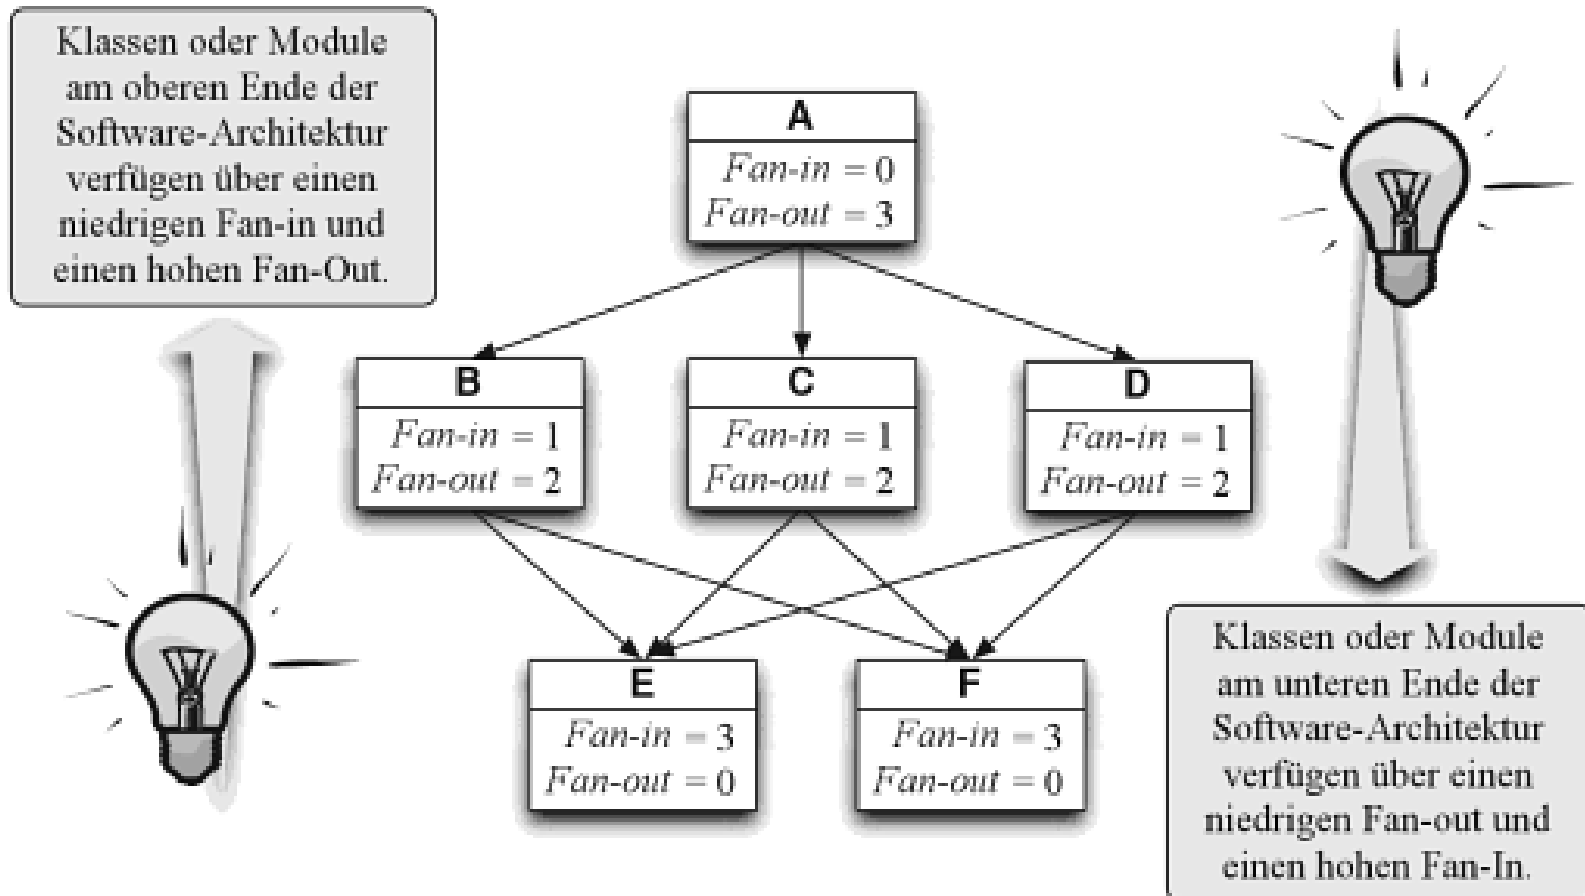 Klassen oder Module
am oberen Ende der
Software-Architektur
verfügen über einen
niedrigen Fan-in und
einen hohen Fan-Out.
A
Fan-in = 0
Fan-out = 3
B
Fan-in = 1
Fan-out = 2
C
Fan-in = 1
Fan-out = 2
D
Fan-in = 1
Fan-out = 2
E
Fan-in = 3
Fan-out = 0
F
Fan-in = 3
Fan-out = 0
Klassen oder Module
am unteren Ende der
Software-Architektur
verfügen über einen
niedrigen Fan-out und
einen hohen Fan-In.